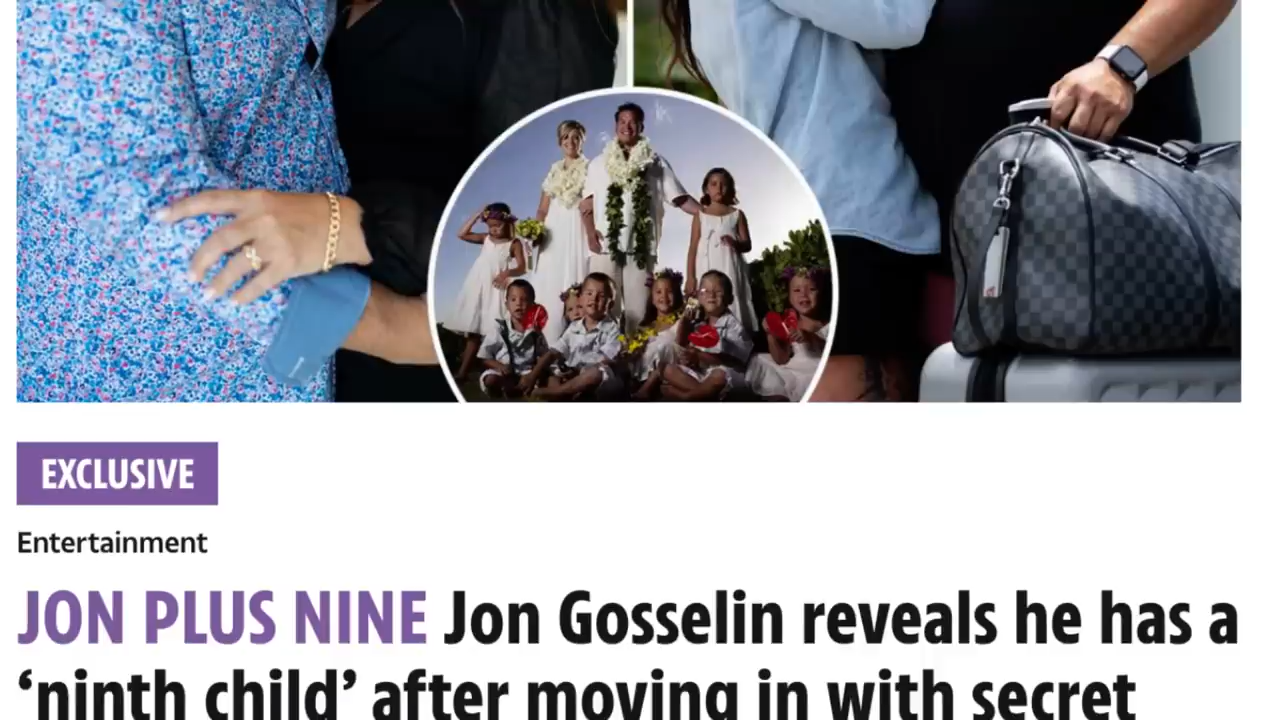 EXCLUSIVE
Entertainment
JON PLUS NINE Jon Gosselin reveals he has a
‘ninth child’ after moving in with secret